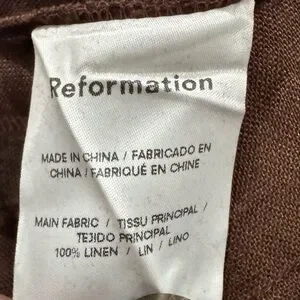 Reformation
MADE IN CHINA / FABRICADO EN
CHINA / FABRIQUÉ EN CHINE
MAIN FABRIC / TISSU PRINCIPAL /
TEJIDO PRINCIPAL
100% LINEN / LIN / LINO